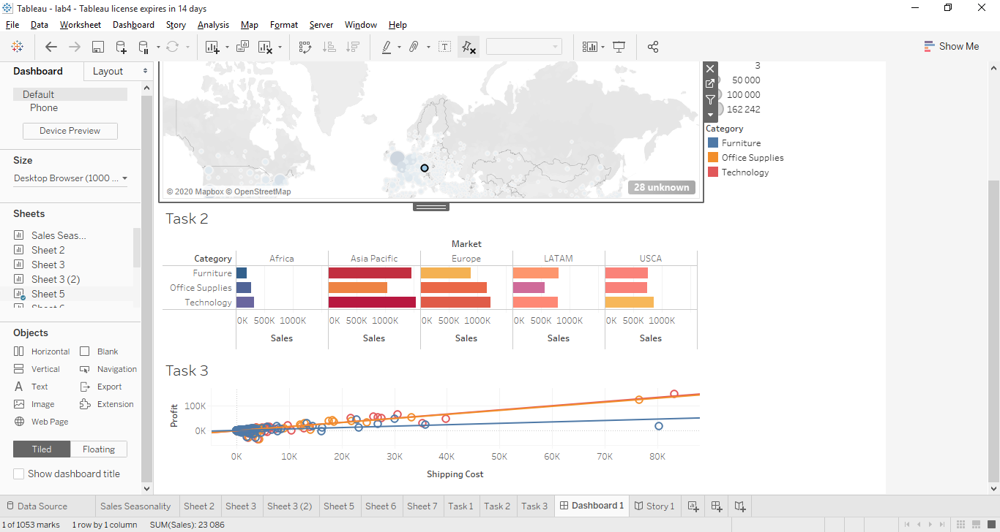 Tableau - lab4 - Tableau license expires in 14 days
File Data Worksheet Dashboard Story Analysis Map Format Server Window Help
Show Me
Dashboard
Layout
Default
Phone
Device Preview
Size
Desktop Browser (1000 ...
Sheets
Sales Seas...
Sheet 2
Sheet 3
Sheet 3 (2)
Sheet 5
Objects
Horizontal Blank
Vertical Navigation
Text Export
Image Extension
Web Page
Tiled Floating
Show dashboard title
© 2020 Mapbox © OpenStreetMap
28 unknown
3
50 000
100 000
162 242
Category
Furniture
Office Supplies
Technology
Task 2
Market
Category Africa Asia Pacific Europe LATAM USCA
Furniture
Office Supplies
Technology
0K 500K 1000K 0K 500K 1000K 0K 500K 1000K 0K 500K 1000K 0K 500K 1000K
Sales Sales Sales Sales Sales
Task 3
Profit
100K
0K
0K 10K 20K 30K 40K 50K 60K 70K 80K
Shipping Cost
Data Source Sales Seasonality Sheet 2 Sheet 3 Sheet 3 (2) Sheet 5 Sheet 6 Sheet 7 Task 1 Task 2 Task 3 Dashboard 1 Story 1
1 of 1053 marks 1 row by 1 column SUM(Sales): 23 086